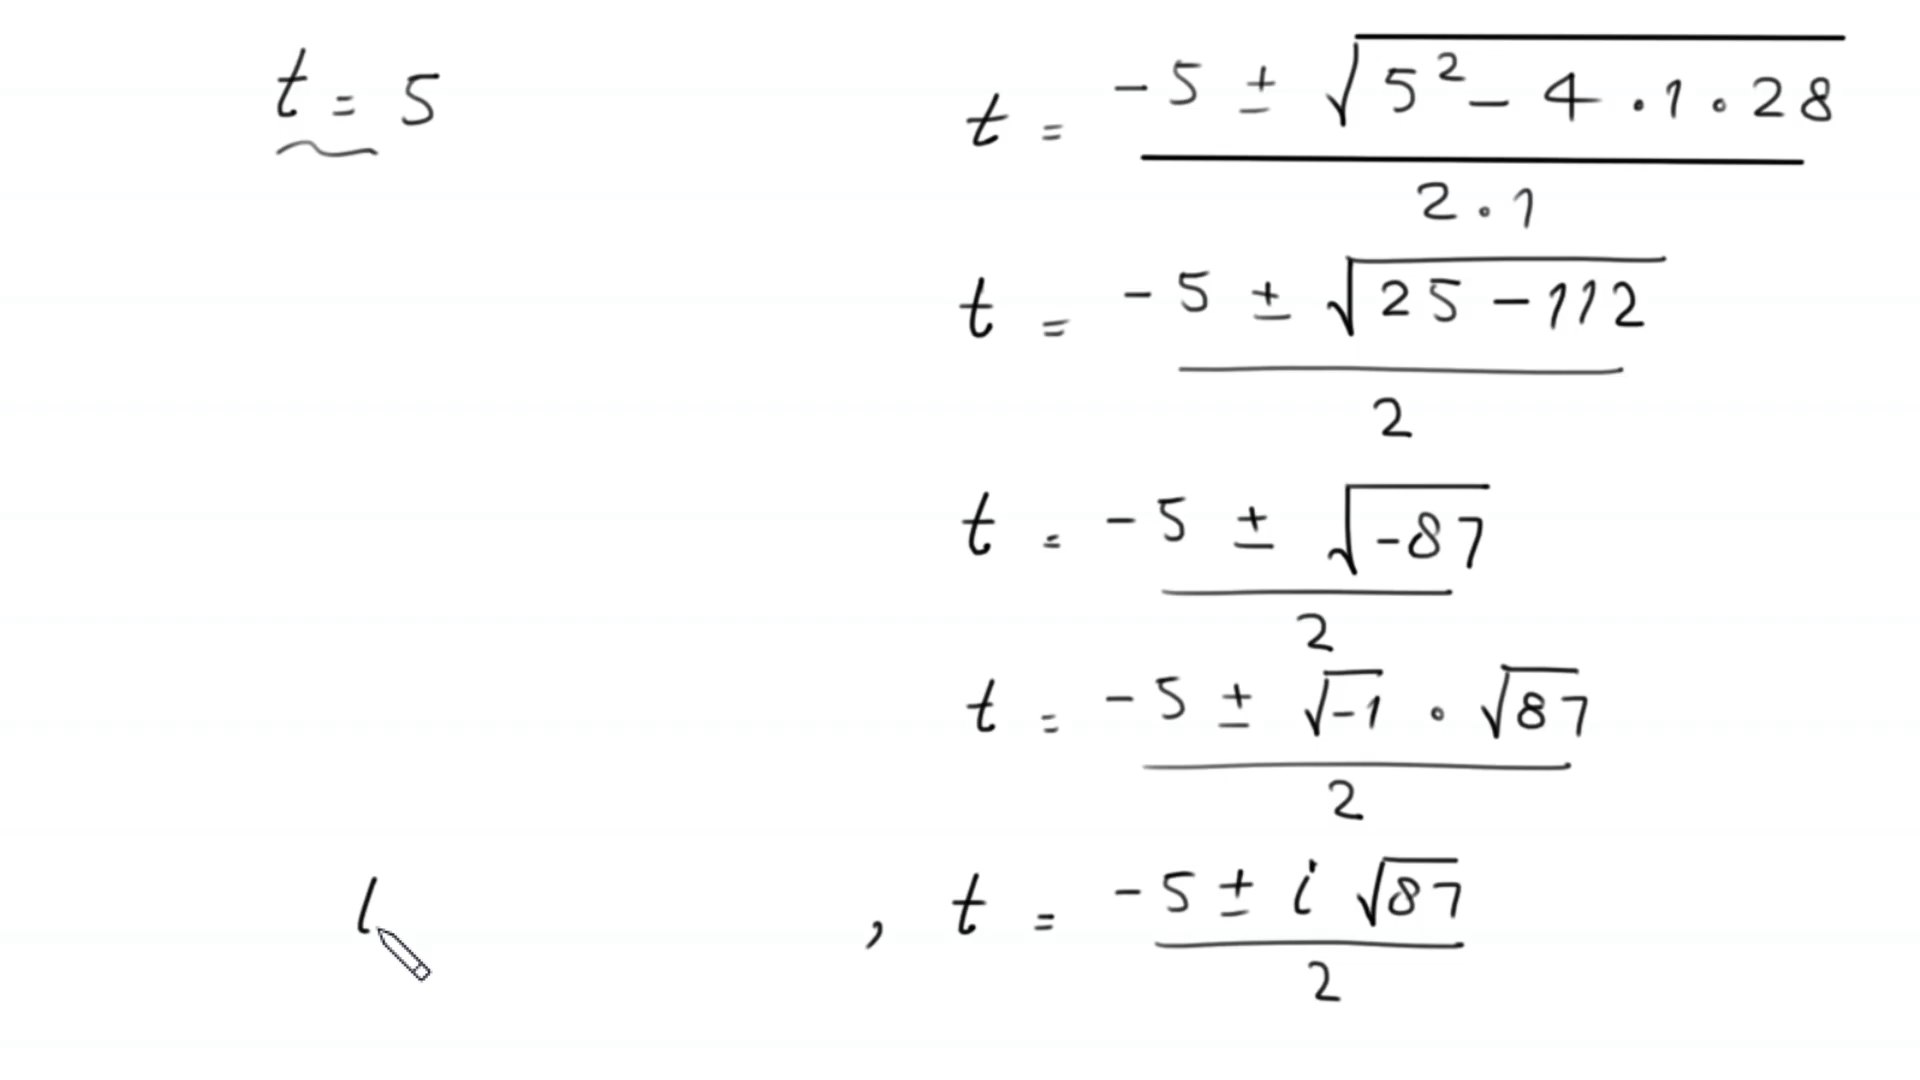 t = 5
t = (-5 ± √(5² - 4 · 1 · 28)) / (2 · 1)
t = (-5 ± √(25 - 112)) / 2
t = (-5 ± √(-87)) / 2
t = (-5 ± √(-1) · √87) / 2
, t = (-5 ± i √87) / 2